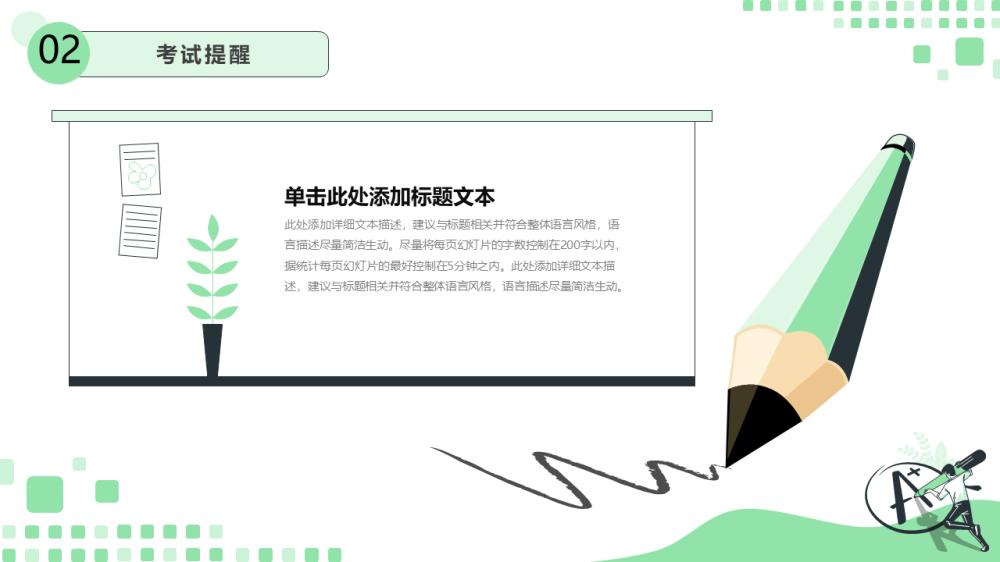 02
考试提醒
单击此处添加标题文本
此处添加详细文本描述，建议与标题相关并符合整体语言风格，语
言描述尽量简洁生动。尽量将每页幻灯片的字数控制在200字以内，
据统计每页幻灯片的最好控制在5分钟之内。此处添加详细文本描
述，建议与标题相关并符合整体语言风格，语言描述尽量简洁生动。
A+